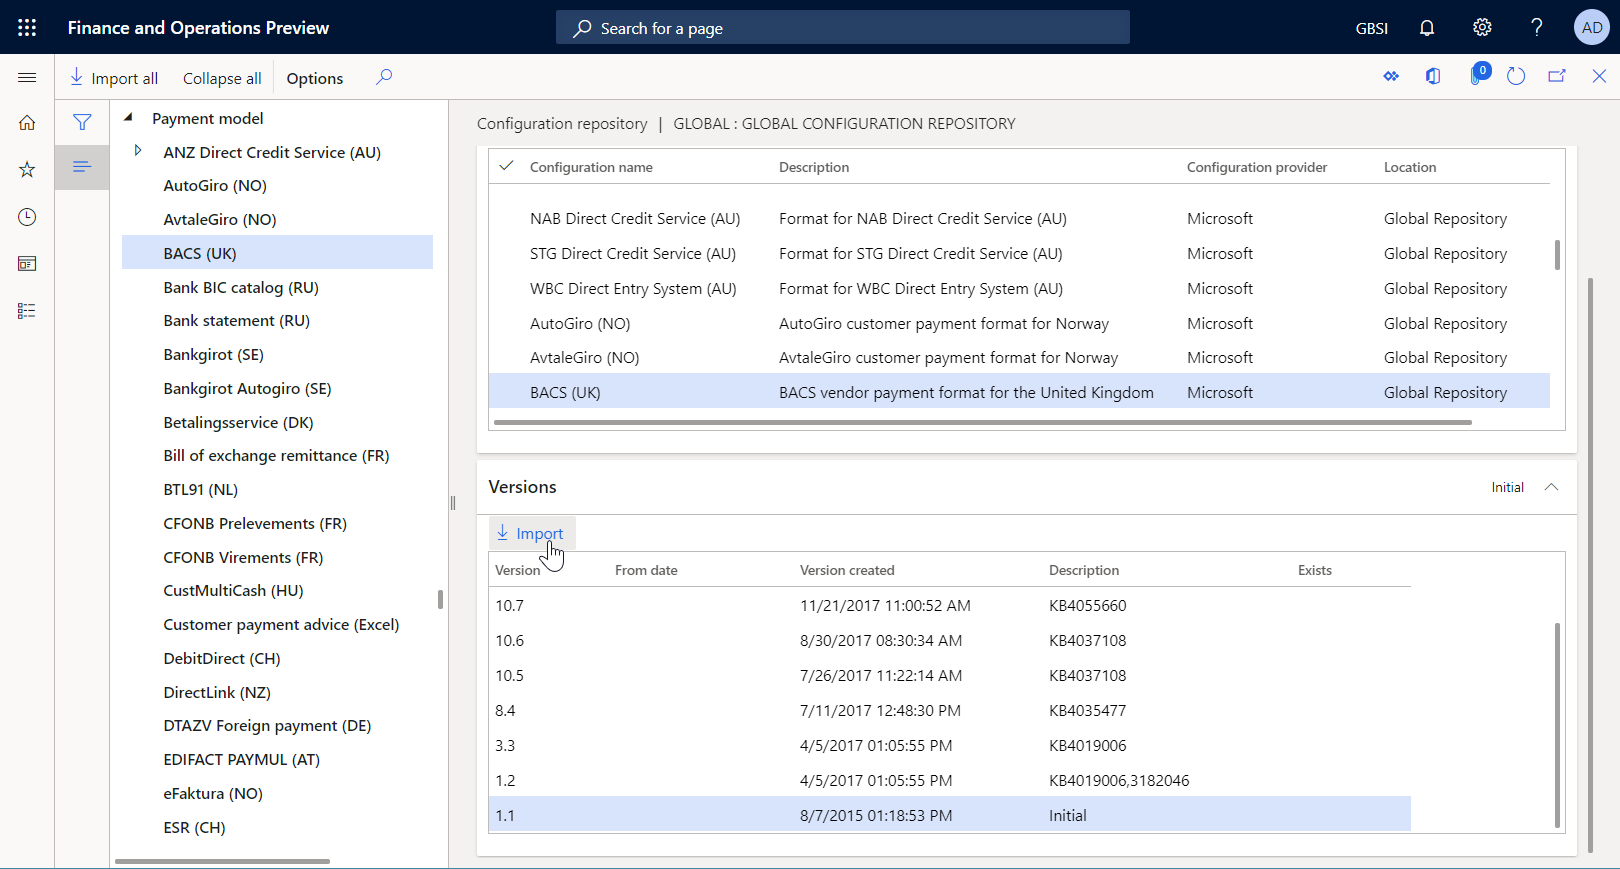 Finance and Operations Preview
Search for a page
GBSI
?
AD
Import all
Collapse all
Options
0
Payment model
ANZ Direct Credit Service (AU)
AutoGiro (NO)
AvtaleGiro (NO)
BACS (UK)
Bank BIC catalog (RU)
Bank statement (RU)
Bankgirot (SE)
Bankgirot Autogiro (SE)
Betalingsservice (DK)
Bill of exchange remittance (FR)
BTL91 (NL)
CFONB Prelevements (FR)
CFONB Virements (FR)
CustMultiCash (HU)
Customer payment advice (Excel)
DebitDirect (CH)
DirectLink (NZ)
DTAZV Foreign payment (DE)
EDIFACT PAYMUL (AT)
eFaktura (NO)
ESR (CH)
Configuration repository | GLOBAL : GLOBAL CONFIGURATION REPOSITORY
Configuration name Description Configuration provider Location
NAB Direct Credit Service (AU) Format for NAB Direct Credit Service (AU) Microsoft Global Repository
STG Direct Credit Service (AU) Format for STG Direct Credit Service (AU) Microsoft Global Repository
WBC Direct Entry System (AU) Format for WBC Direct Entry System (AU) Microsoft Global Repository
AutoGiro (NO) AutoGiro customer payment format for Norway Microsoft Global Repository
AvtaleGiro (NO) AvtaleGiro customer payment format for Norway Microsoft Global Repository
BACS (UK) BACS vendor payment format for the United Kingdom Microsoft Global Repository
Versions
Initial
Import
Version From date Version created Description Exists
10.7 11/21/2017 11:00:52 AM KB4055660
10.6 8/30/2017 08:30:34 AM KB4037108
10.5 7/26/2017 11:22:14 AM KB4037108
8.4 7/11/2017 12:48:30 PM KB4035477
3.3 4/5/2017 01:05:55 PM KB4019006
1.2 4/5/2017 01:05:55 PM KB4019006,3182046
1.1 8/7/2015 01:18:53 PM Initial